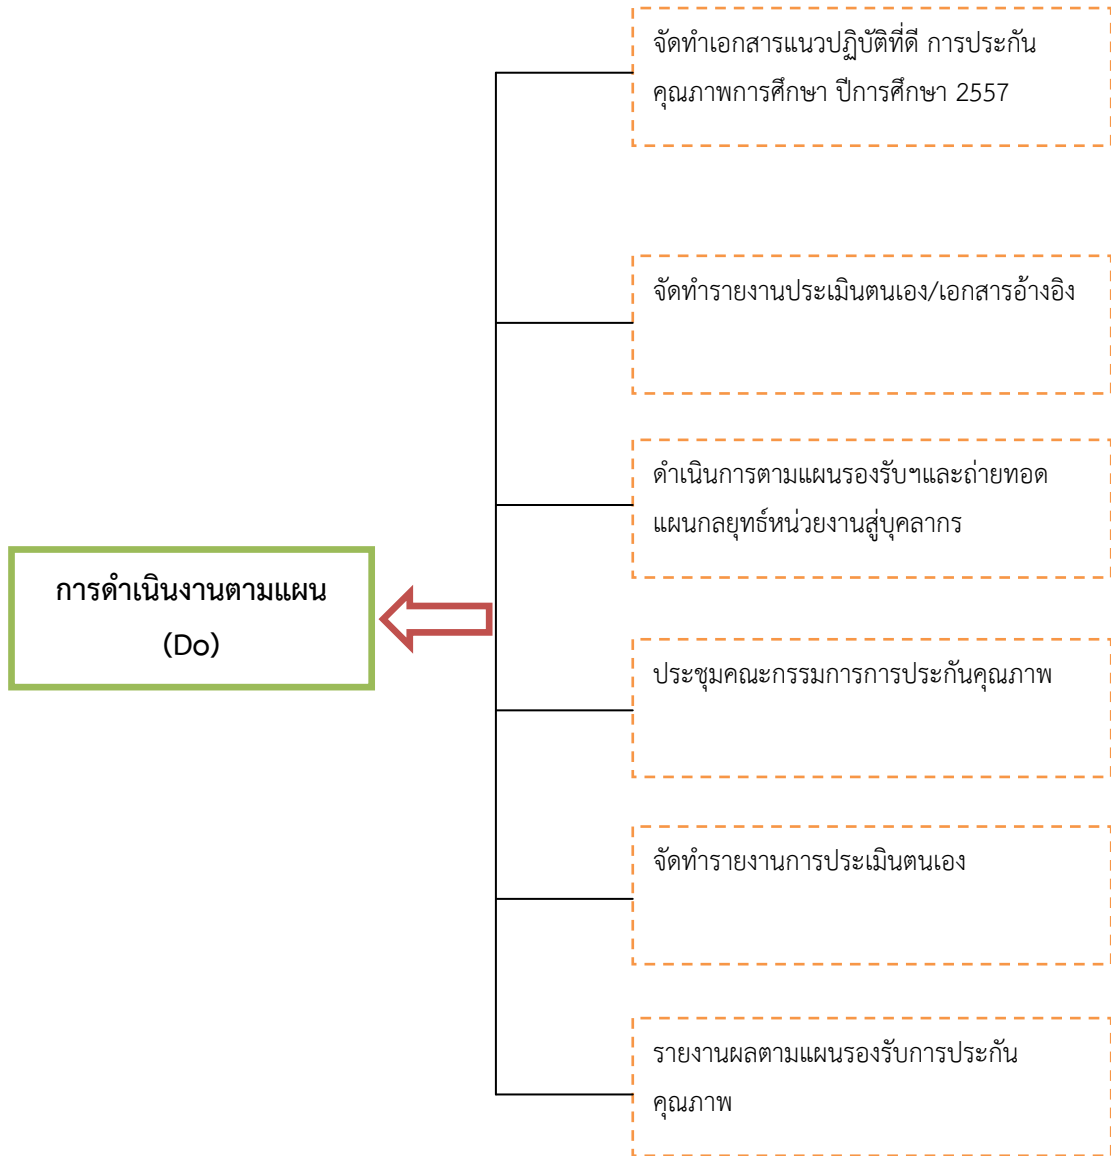 จัดทำเอกสารแนวปฏิบัติที่ดี การประกัน
คุณภาพการศึกษา ปีการศึกษา 2557
จัดทำรายงานประเมินตนเอง/เอกสารอ้างอิง
ดำเนินการตามแผนรองรับฯและถ่ายทอด
แผนกลยุทธ์หน่วยงานสู่บุคลากร
การดำเนินงานตามแผน
(Do)
ประชุมคณะกรรมการการประกันคุณภาพ
จัดทำรายงานการประเมินตนเอง
รายงานผลตามแผนรองรับการประกัน
คุณภาพ